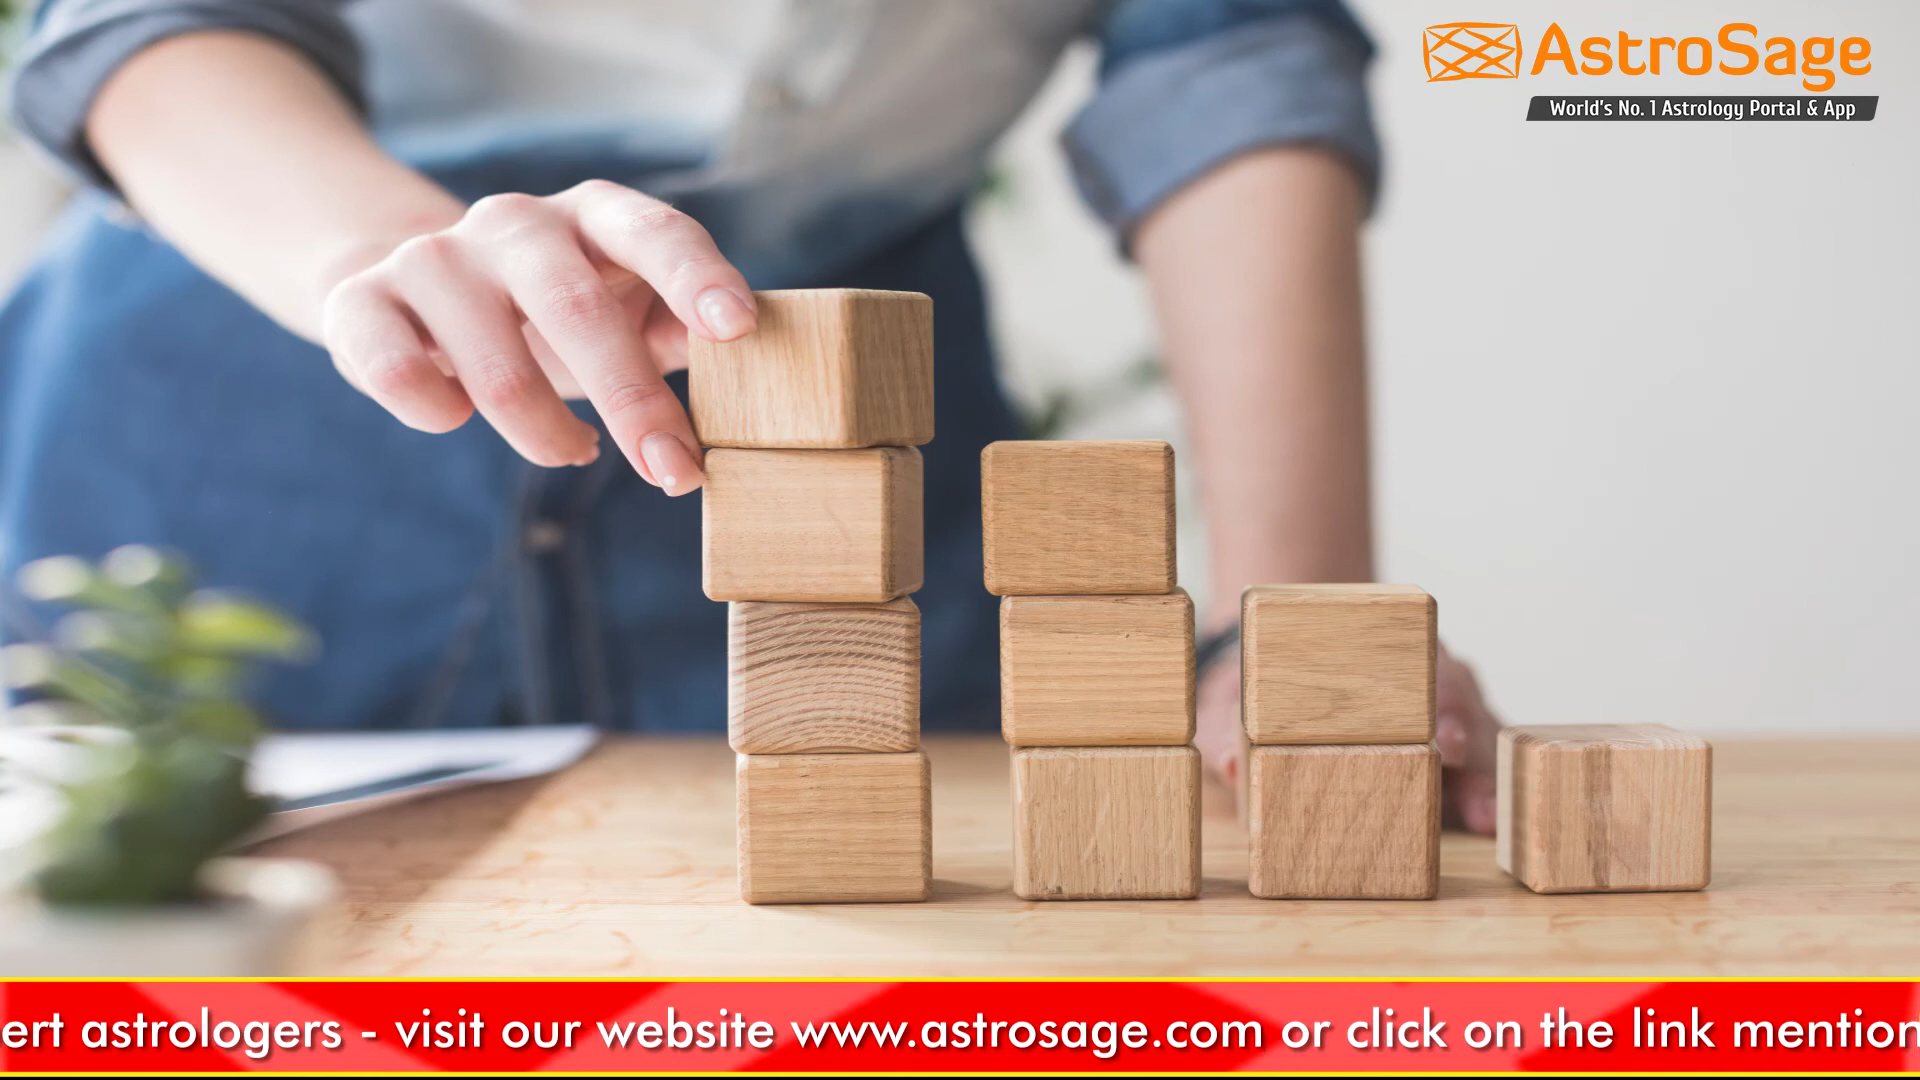 AstroSage
World's No. 1 Astrology Portal & App
ert astrologers - visit our website www.astrosage.com or click on the link mention